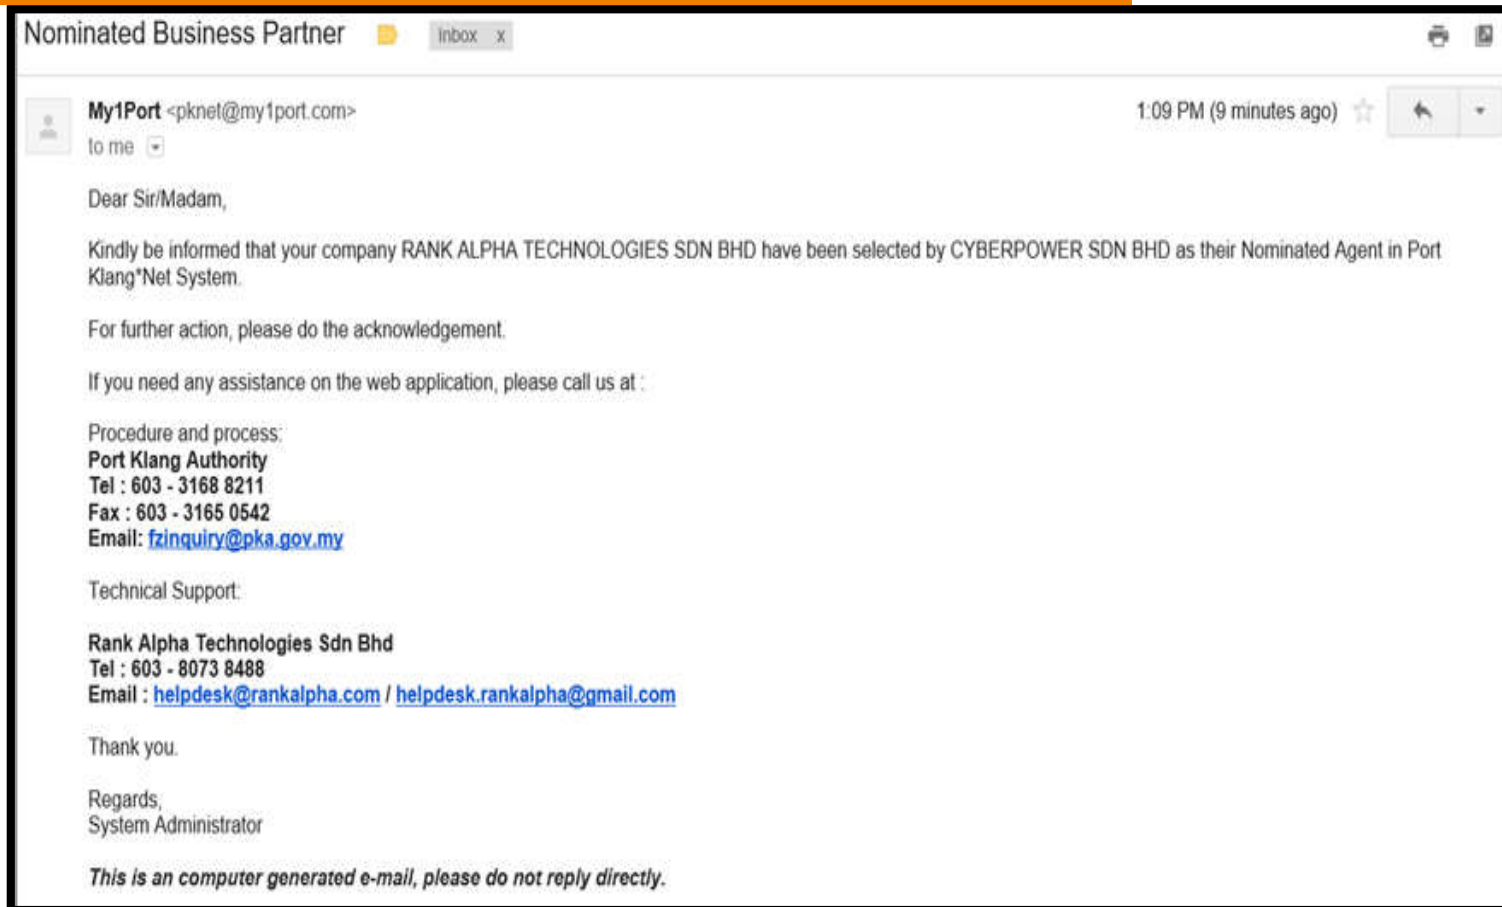 Nominated Business Partner
Inbox x
My1Port <pknet@my1port.com>
1:09 PM (9 minutes ago)
to me
Dear Sir/Madam,
Kindly be informed that your company RANK ALPHA TECHNOLOGIES SDN BHD have been selected by CYBERPOWER SDN BHD as their Nominated Agent in Port
Klang*Net System.
For further action, please do the acknowledgement.
If you need any assistance on the web application, please call us at :
Procedure and process:
Port Klang Authority
Tel : 603 - 3168 8211
Fax : 603 - 3165 0542
Email: fzinquiry@pka.gov.my
Technical Support:
Rank Alpha Technologies Sdn Bhd
Tel : 603 - 8073 8488
Email : helpdesk@rankalpha.com / helpdesk.rankalpha@gmail.com
Thank you.
Regards,
System Administrator
This is an computer generated e-mail, please do not reply directly.